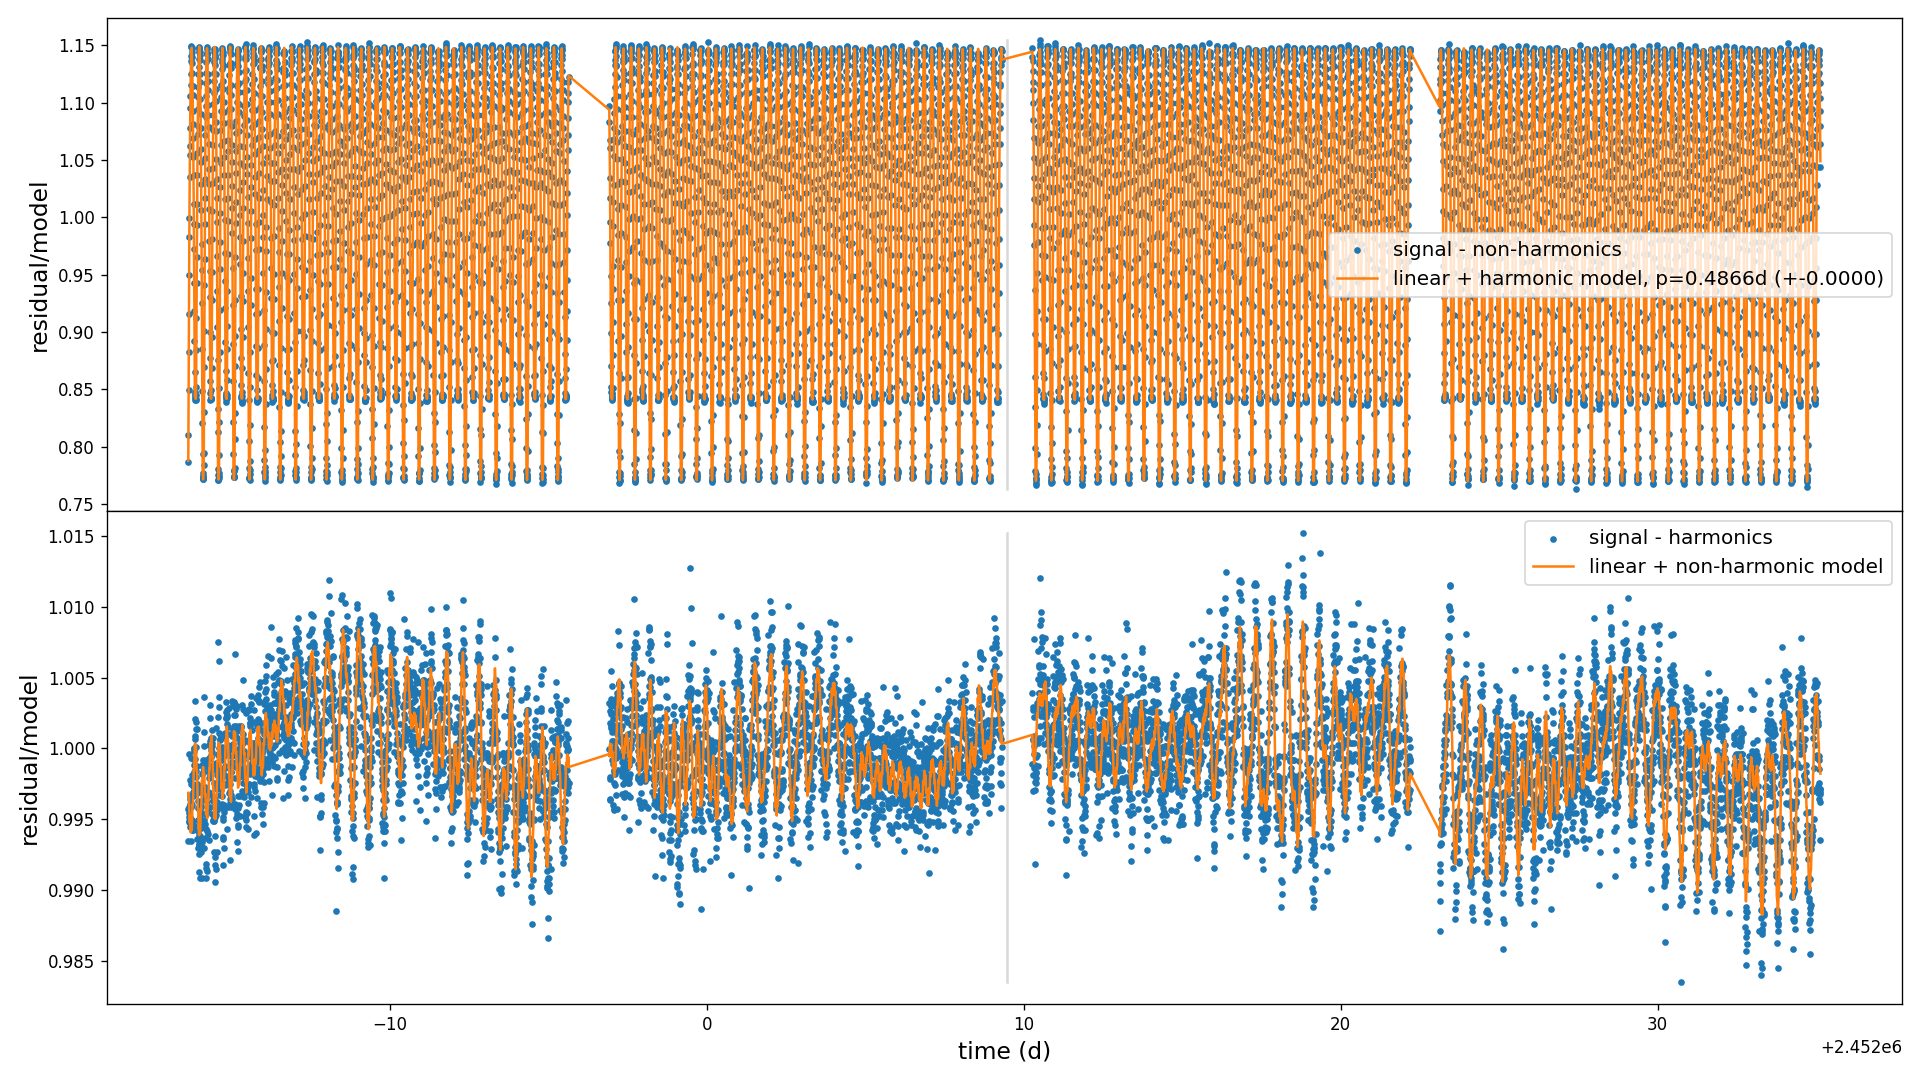 1.15
1.10
1.05
1.00
0.95
0.90
0.85
0.80
0.75
residual/model
signal - non-harmonics
linear + harmonic model, p=0.4866d (+-0.0000)
1.015
1.010
1.005
1.000
0.995
0.990
0.985
residual/model
signal - harmonics
linear + non-harmonic model
−10 0 10 20 30
time (d)
+2.452e6